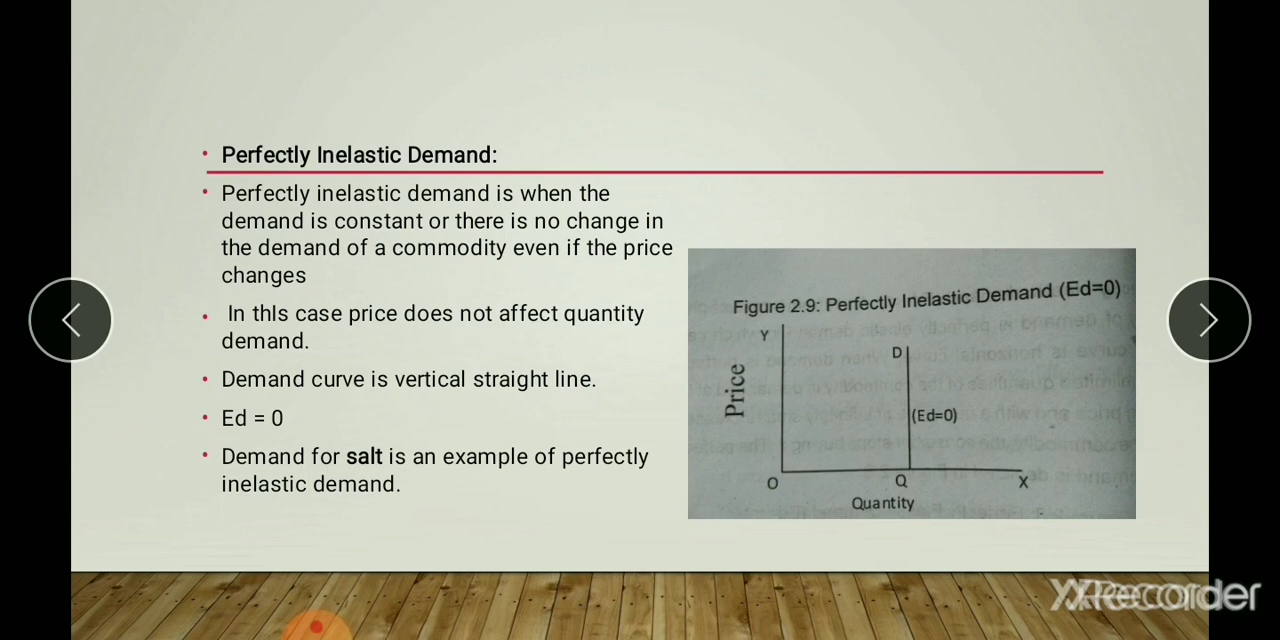 Perfectly Inelastic Demand:
Perfectly inelastic demand is when the
demand is constant or there is no change in
the demand of a commodity even if the price
changes
In thIs case price does not affect quantity
demand.
Demand curve is vertical straight line.
Ed = 0
Demand for salt is an example of perfectly
inelastic demand.
Figure 2.9: Perfectly Inelastic Demand (Ed=0)
Y
D
Price
(Ed=0)
O
Q
X
Quantity
XRecorder